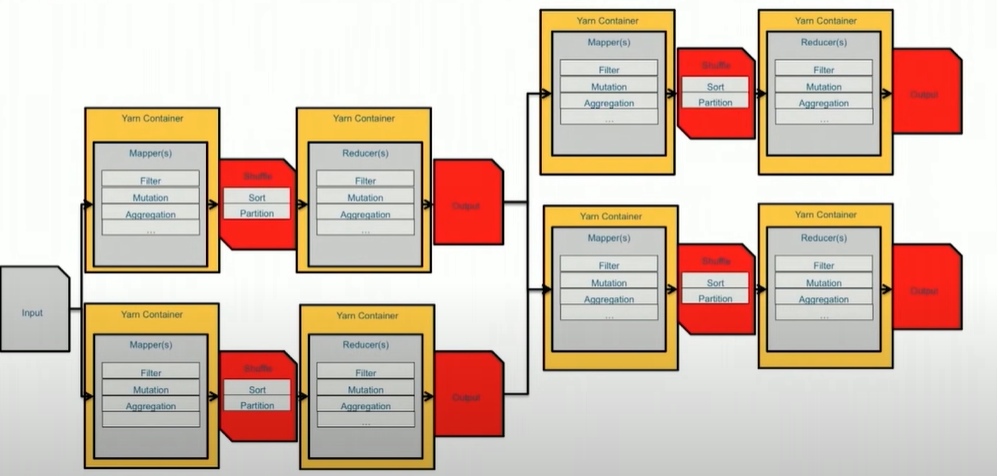 Input
Yarn Container
Mapper(s)
Filter
Mutation
Aggregation
...
Shuffle
Sort
Partition
Yarn Container
Reducer(s)
Filter
Mutation
Aggregation
...
Output
Yarn Container
Mapper(s)
Filter
Mutation
Aggregation
Shuffle
Sort
Partition
Yarn Container
Reducer(s)
Filter
Mutation
Aggregation
...
Output
Yarn Container
Mapper(s)
Filter
Mutation
Aggregation
...
Shuffle
Sort
Partition
Yarn Container
Reducer(s)
Filter
Mutation
Aggregation
...
Output
Yarn Container
Mapper(s)
Filter
Mutation
Aggregation
...
Shuffle
Sort
Partition
Yarn Container
Reducer(s)
Filter
Mutation
Aggregation
...
Output